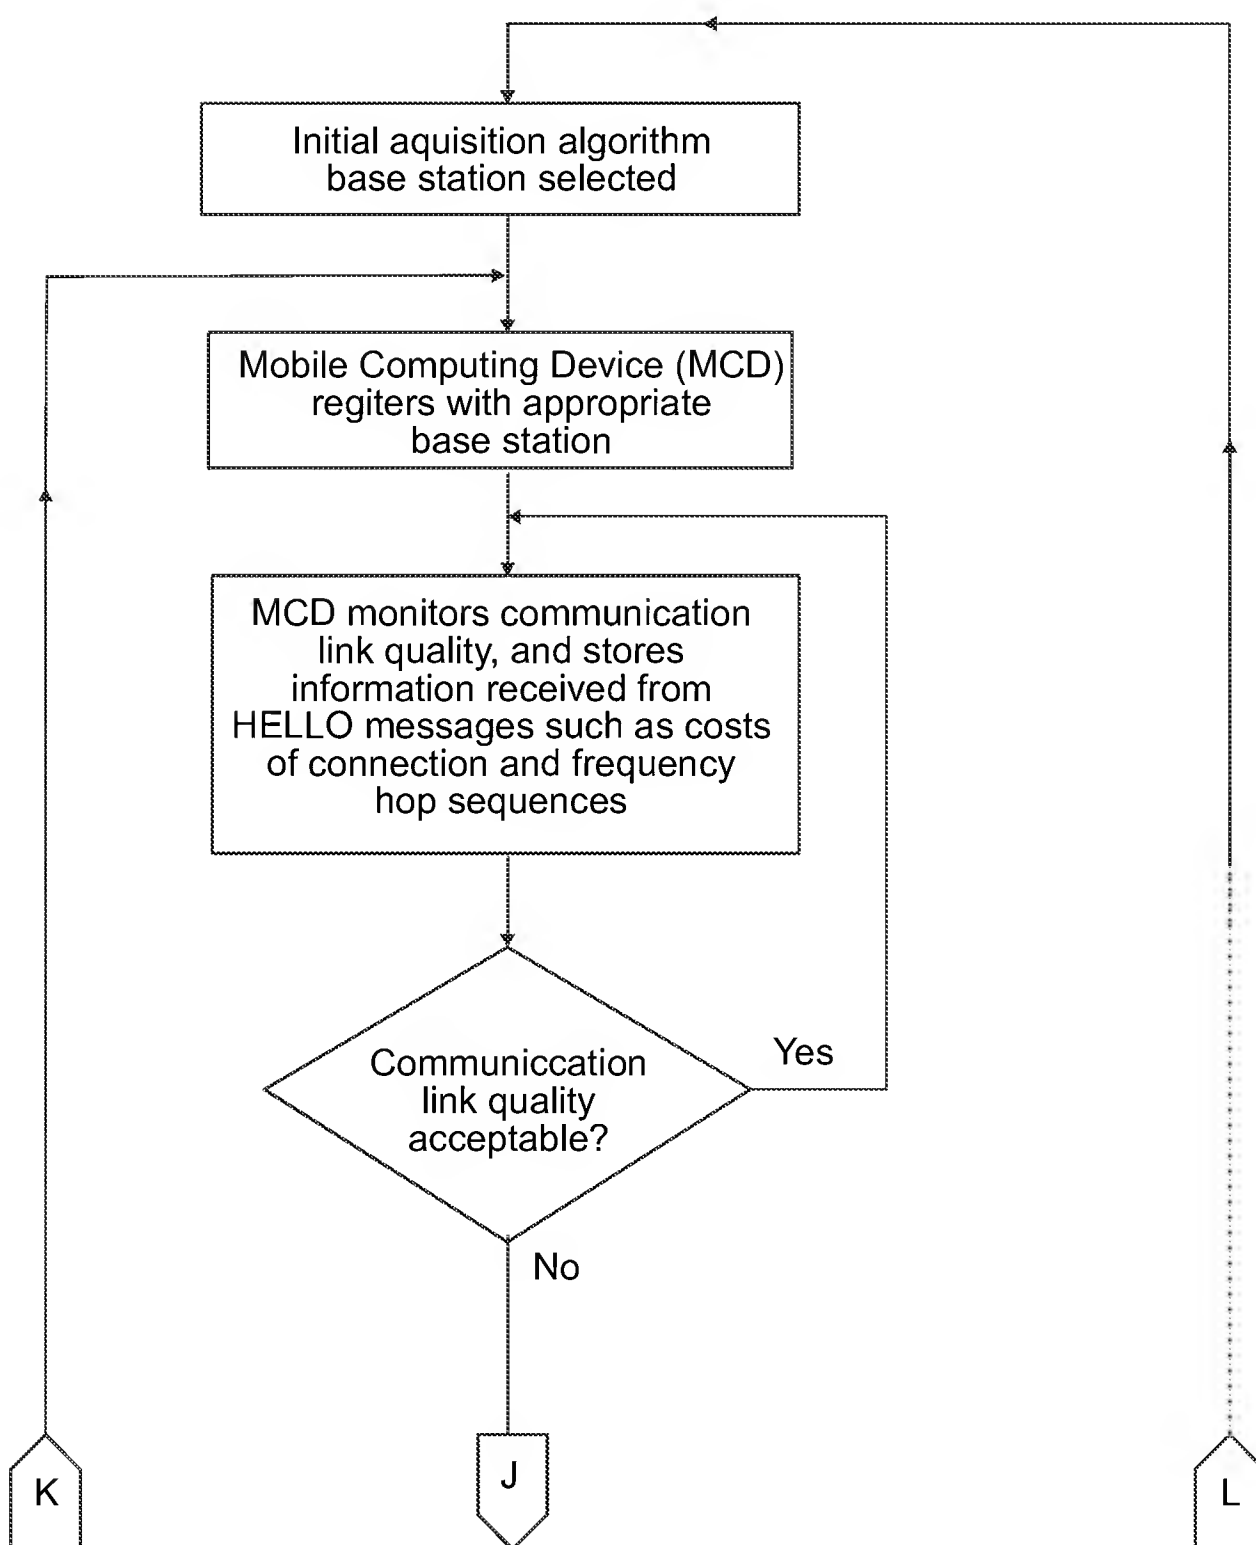 Initial aquisition algorithm
base station selected
Mobile Computing Device (MCD)
regiters with appropriate
base station
MCD monitors communication
link quality, and stores
information received from
HELLO messages such as costs
of connection and frequency
hop sequences
Communiccation
link quality
acceptable?
Yes
No
K
J
L